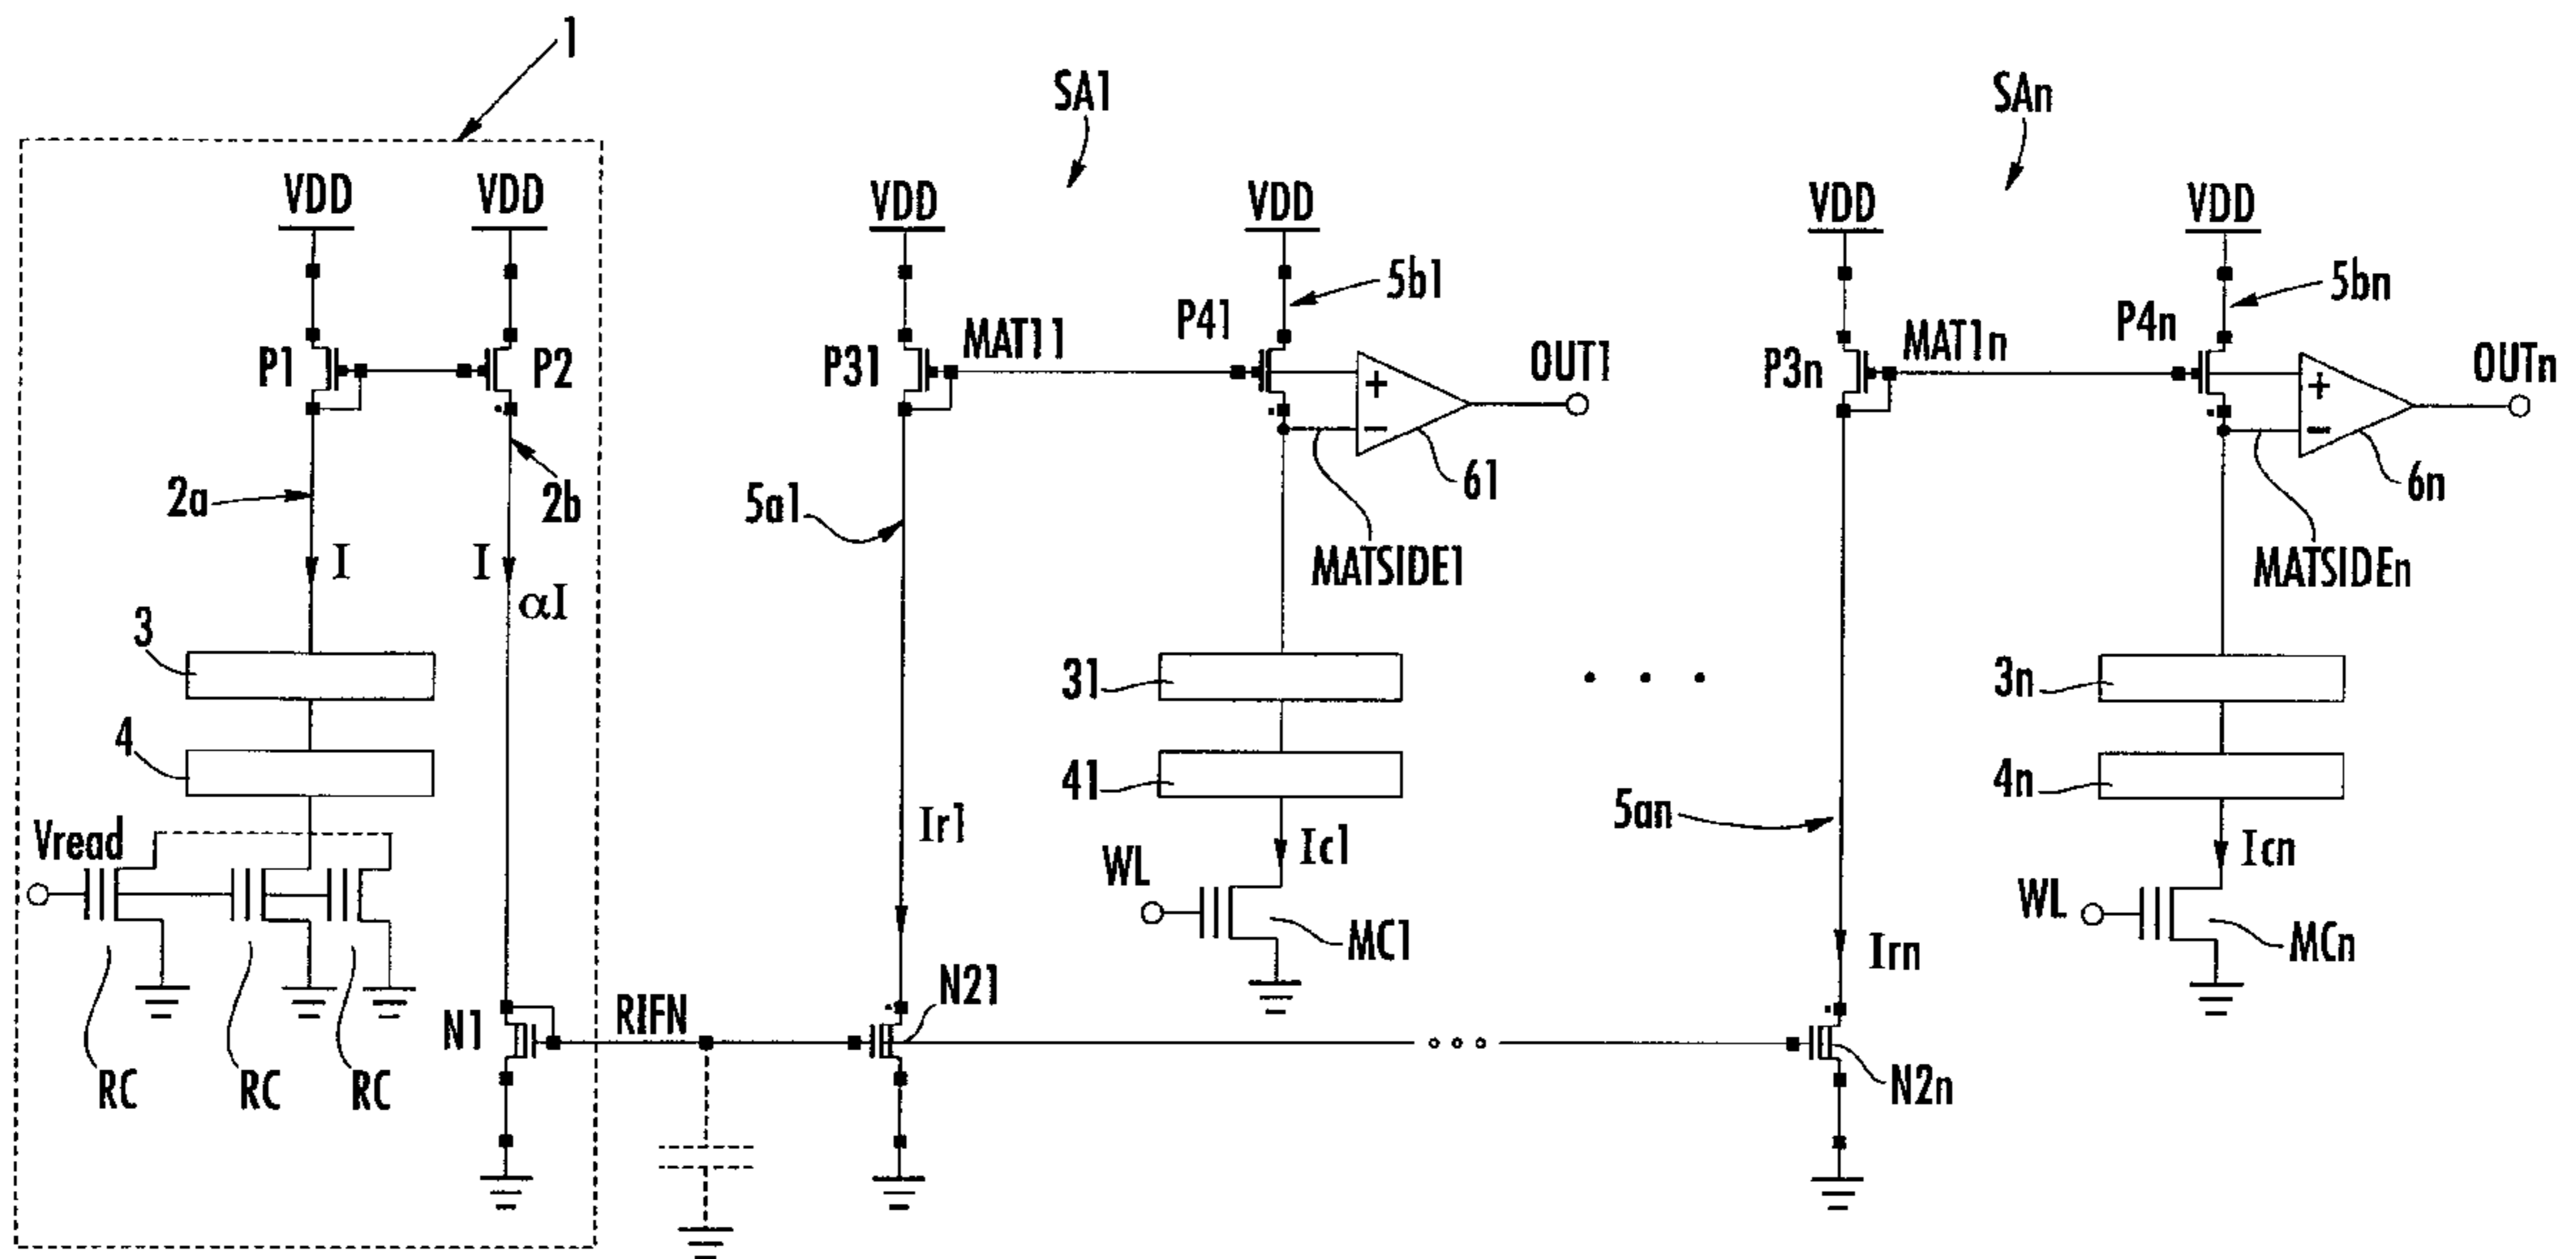 1
SA1
SAn
VDD
VDD
VDD
VDD
VDD
VDD
5b1
5bn
P1
P2
P31
MAT11
P41
OUT1
P3n
MAT1n
P4n
OUTn
+
+
−
−
2a
2b
5a1
61
6n
I
I
αI
MATSIDE1
MATSIDEn
3
31
3n
4
41
4n
5an
Vread
Ir1
Ic1
Icn
WL
WL
MC1
MCn
Irn
N1
RIFN
N21
N2n
RC
RC
RC